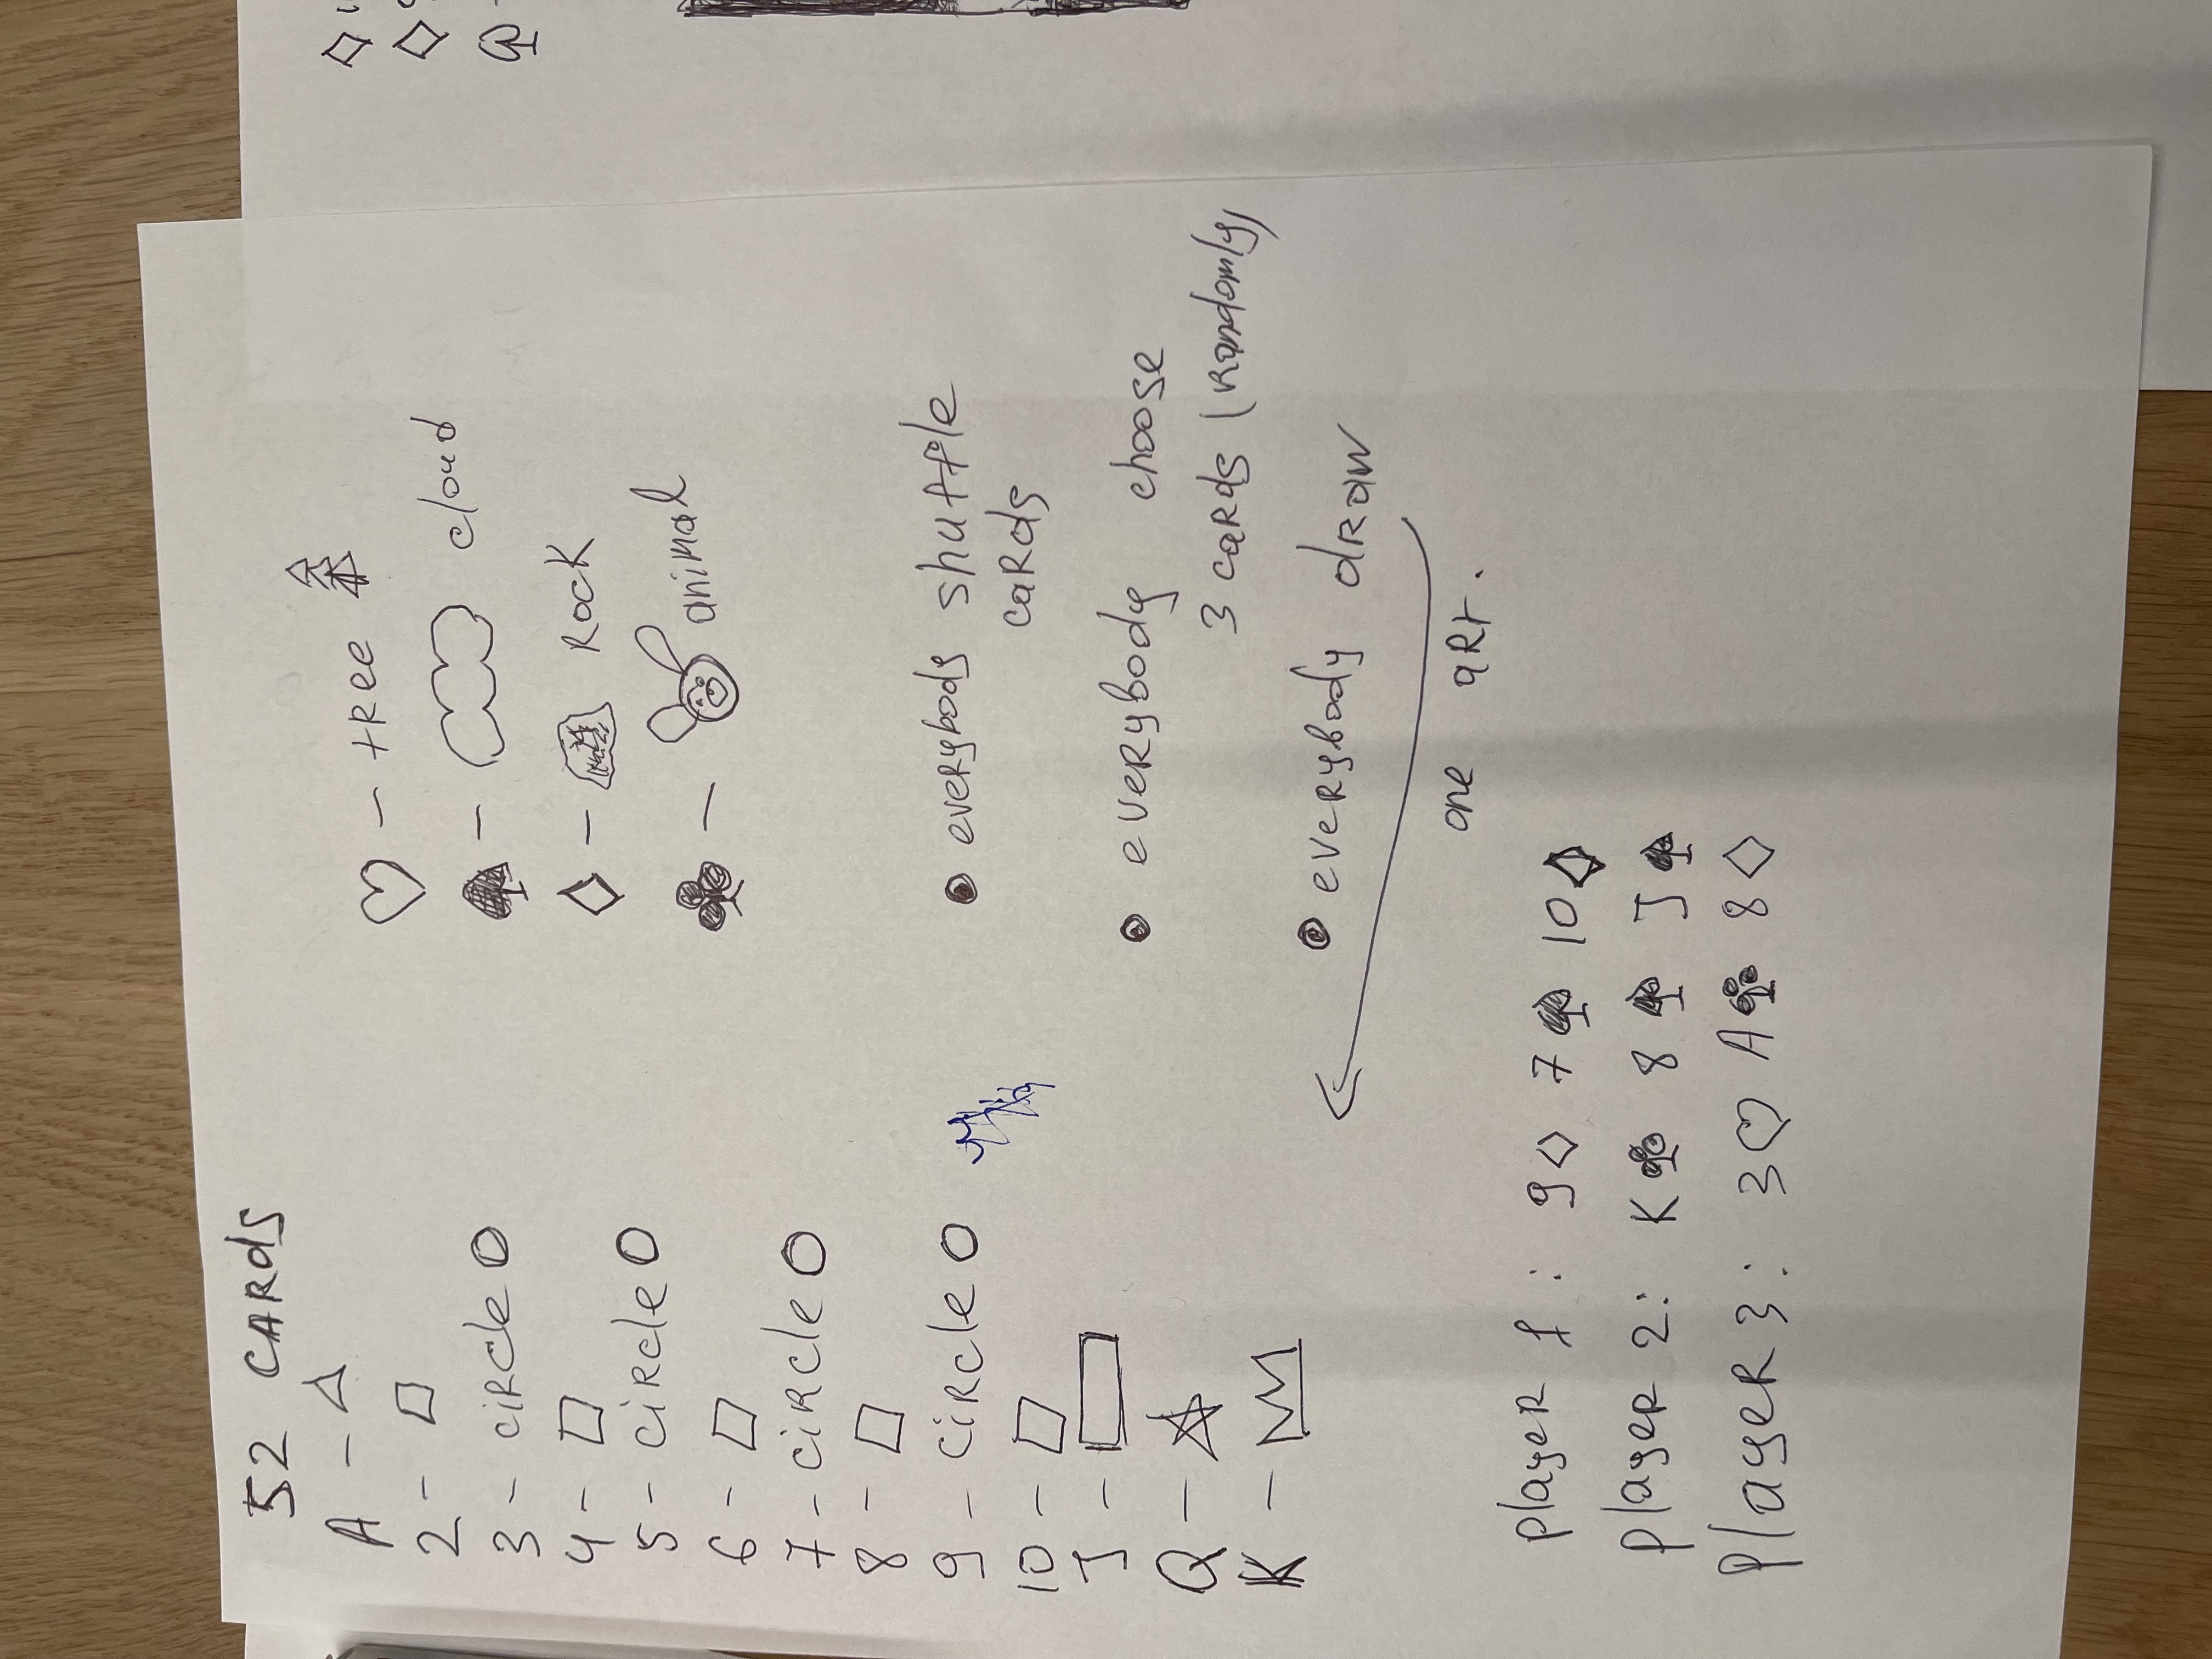 52 CARDS
A -
2 -
3 - circle
4 -
5 - circle
6 -
7 - circle
8 -
9 - circle
10 -
J -
Q -
K -
♡ - tree
♠ - cloud
♢ - Rock
♣ - animal
• everybody shuffle
cards
• everybody choose
3 cards (randomly)
• everybody draw
one art.
player 1: 9♢ 7♠ 10♢
player 2: K♣ 8♠ J♠
Player 3: 3♡ A♣ 8♢